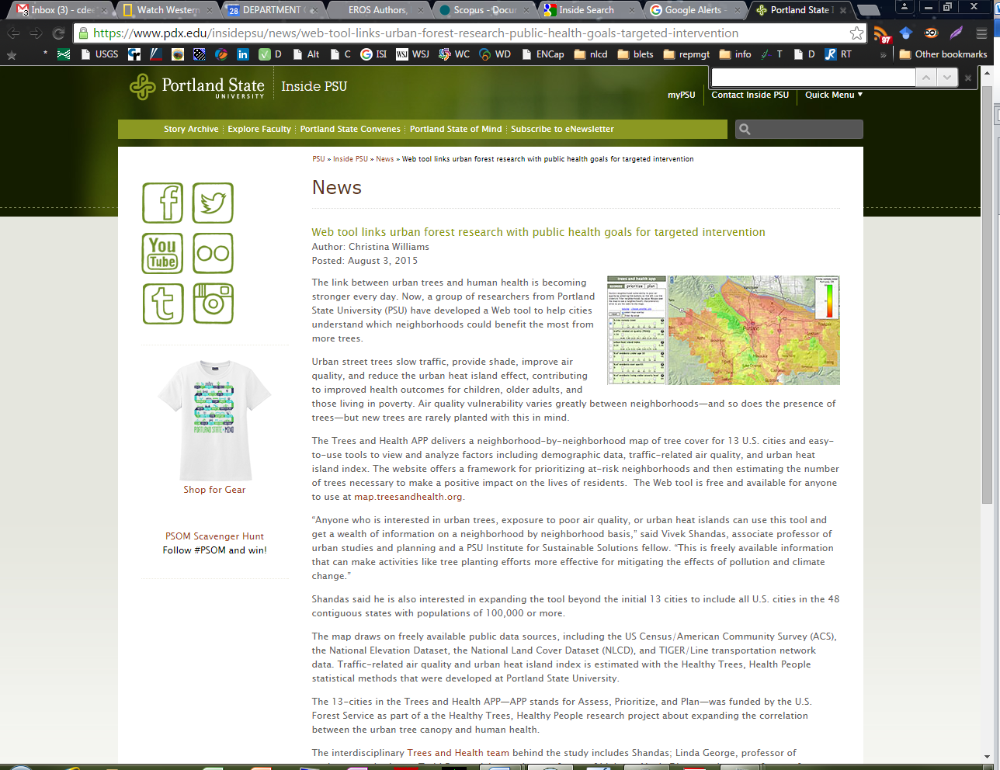 Inbox (3) - cde
Watch Western
DEPARTMENT
EROS Authors,
Scopus - Docu
Inside Search
Google Alerts -
Portland State
https://www.pdx.edu/insidepsu/news/web-tool-links-urban-forest-research-public-health-goals-targeted-intervention
97
* USGS D Alt C ISI WSJ WC WD ENCap nlcd blets repmgt info T D RT » Other bookmarks
Portland State
UNIVERSITY
Inside PSU
myPSU Contact Inside PSU Quick Menu
Story Archive Explore Faculty Portland State Convenes Portland State of Mind Subscribe to eNewsletter
PSU » Inside PSU » News » Web tool links urban forest research with public health goals for targeted intervention
News
You
Tube
PORTLAND STATE MIND
Shop for Gear
PSOM Scavenger Hunt
Follow #PSOM and win!
Web tool links urban forest research with public health goals for targeted intervention
Author: Christina Williams
Posted: August 3, 2015
trees and health app
assess prioritize plan
The link between urban trees and human health is becoming
stronger every day. Now, a group of researchers from Portland
State University (PSU) have developed a Web tool to help cities
understand which neighborhoods could benefit the most from
more trees.
Urban street trees slow traffic, provide shade, improve air
quality, and reduce the urban heat island effect, contributing
to improved health outcomes for children, older adults, and
those living in poverty. Air quality vulnerability varies greatly between neighborhoods—and so does the presence of
trees—but new trees are rarely planted with this in mind.
The Trees and Health APP delivers a neighborhood-by-neighborhood map of tree cover for 13 U.S. cities and easy-
to-use tools to view and analyze factors including demographic data, traffic-related air quality, and urban heat
island index. The website offers a framework for prioritizing at-risk neighborhoods and then estimating the number
of trees necessary to make a positive impact on the lives of residents. The Web tool is free and available for anyone
to use at map.treesandhealth.org.
“Anyone who is interested in urban trees, exposure to poor air quality, or urban heat islands can use this tool and
get a wealth of information on a neighborhood by neighborhood basis,” said Vivek Shandas, associate professor of
urban studies and planning and a PSU Institute for Sustainable Solutions fellow. “This is freely available information
that can make activities like tree planting efforts more effective for mitigating the effects of pollution and climate
change.”
Shandas said he is also interested in expanding the tool beyond the initial 13 cities to include all U.S. cities in the 48
contiguous states with populations of 100,000 or more.
The map draws on freely available public data sources, including the US Census/American Community Survey (ACS),
the National Elevation Dataset, the National Land Cover Dataset (NLCD), and TIGER/Line transportation network
data. Traffic-related air quality and urban heat island index is estimated with the Healthy Trees, Health People
statistical methods that were developed at Portland State University.
The 13-cities in the Trees and Health APP—APP stands for Assess, Prioritize, and Plan—was funded by the U.S.
Forest Service as part of a the Healthy Trees, Healthy People research project about expanding the correlation
between the urban tree canopy and human health.
The interdisciplinary Trees and Health team behind the study includes Shandas; Linda George, professor of